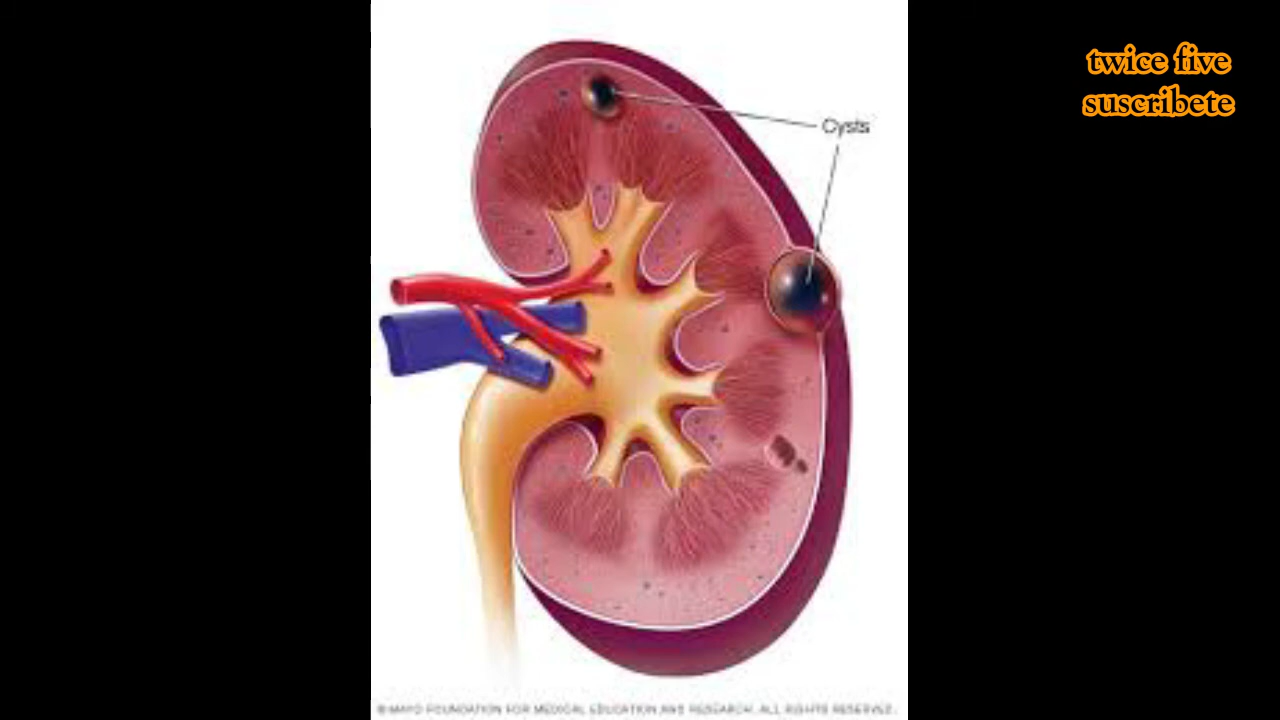 twice five
suscribete
Cysts
©MAYO FOUNDATION FOR MEDICAL EDUCATION AND RESEARCH. ALL RIGHTS RESERVED.